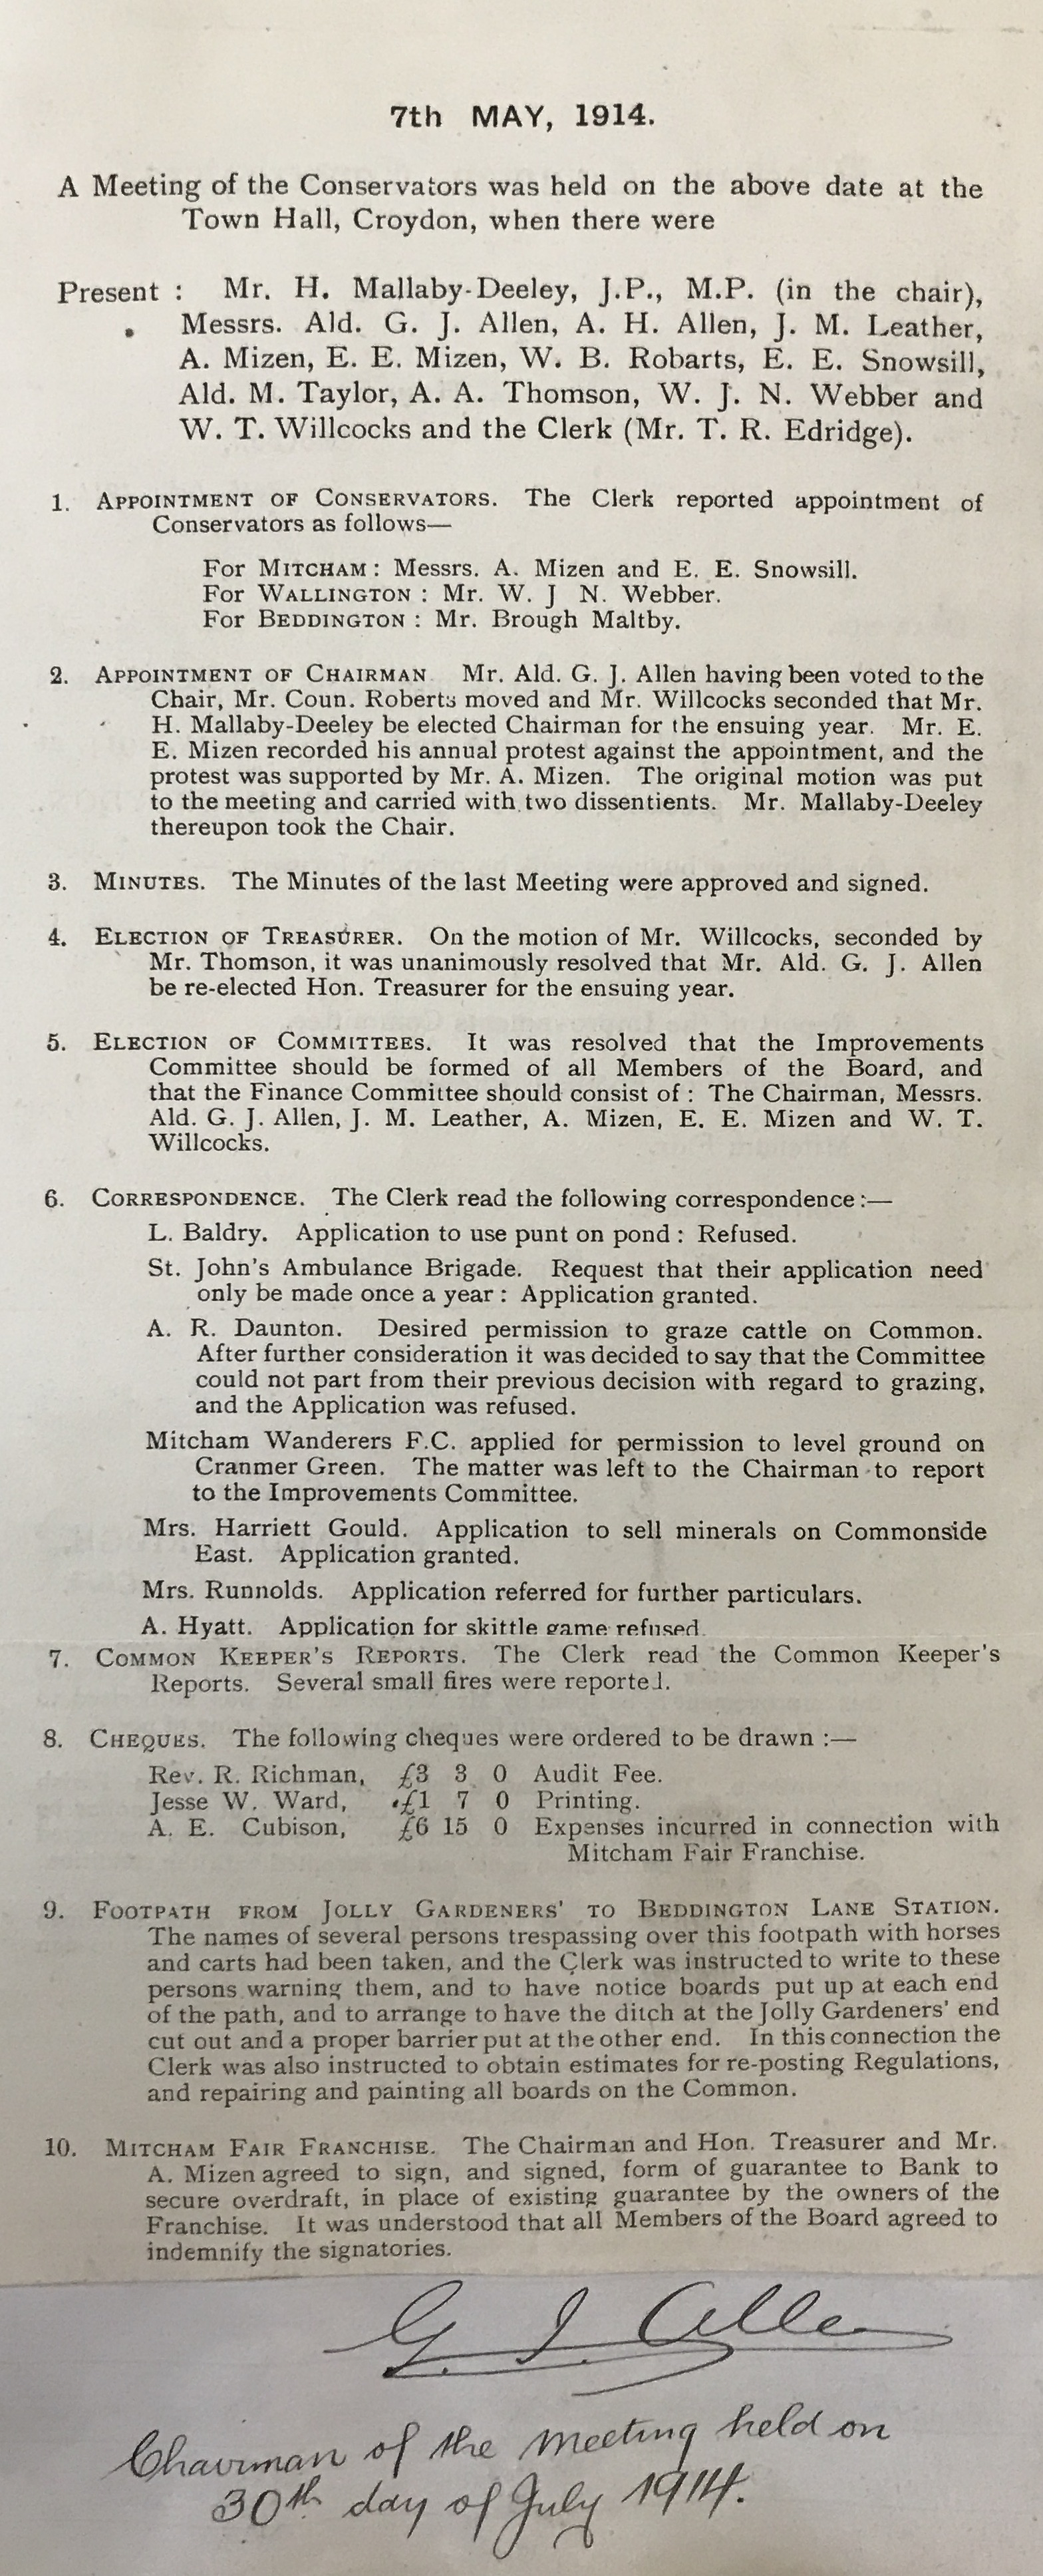 7th MAY, 1914.
A Meeting of the Conservators was held on the above date at the
Town Hall, Croydon, when there were
Present : Mr. H. Mallaby-Deeley, J.P., M.P. (in the chair),
Messrs. Ald. G. J. Allen, A. H. Allen, J. M. Leather,
A. Mizen, E. E. Mizen, W. B. Robarts, E. E. Snowsill,
Ald. M. Taylor, A. A. Thomson, W. J. N. Webber and
W. T. Willcocks and the Clerk (Mr. T. R. Edridge).
1. APPOINTMENT OF CONSERVATORS. The Clerk reported appointment of
Conservators as follows—
For MITCHAM : Messrs. A. Mizen and E. E. Snowsill.
For WALLINGTON : Mr. W. J N. Webber.
For BEDDINGTON : Mr. Brough Maltby.
2. APPOINTMENT OF CHAIRMAN Mr. Ald. G. J. Allen having been voted to the
Chair, Mr. Coun. Roberts moved and Mr. Willcocks seconded that Mr.
H. Mallaby-Deeley be elected Chairman for the ensuing year. Mr. E.
E. Mizen recorded his annual protest against the appointment, and the
protest was supported by Mr. A. Mizen. The original motion was put
to the meeting and carried with two dissentients. Mr. Mallaby-Deeley
thereupon took the Chair.
3. MINUTES. The Minutes of the last Meeting were approved and signed.
4. ELECTION OF TREASURER. On the motion of Mr. Willcocks, seconded by
Mr. Thomson, it was unanimously resolved that Mr. Ald. G. J. Allen
be re-elected Hon. Treasurer for the ensuing year.
5. ELECTION OF COMMITTEES. It was resolved that the Improvements
Committee should be formed of all Members of the Board, and
that the Finance Committee should consist of : The Chairman, Messrs.
Ald. G. J. Allen, J. M. Leather, A. Mizen, E. E. Mizen and W. T.
Willcocks.
6. CORRESPONDENCE. The Clerk read the following correspondence :—
L. Baldry. Application to use punt on pond : Refused.
St. John's Ambulance Brigade. Request that their application need
only be made once a year : Application granted.
A. R. Daunton. Desired permission to graze cattle on Common.
After further consideration it was decided to say that the Committee
could not part from their previous decision with regard to grazing,
and the Application was refused.
Mitcham Wanderers F.C. applied for permission to level ground on
Cranmer Green. The matter was left to the Chairman to report
to the Improvements Committee.
Mrs. Harriett Gould. Application to sell minerals on Commonside
East. Application granted.
Mrs. Runnolds. Application referred for further particulars.
A. Hyatt. Application for skittle game refused.
7. COMMON KEEPER'S REPORTS. The Clerk read the Common Keeper's
Reports. Several small fires were reported.
8. CHEQUES. The following cheques were ordered to be drawn :—
Rev. R. Richman, £3 3 0 Audit Fee.
Jesse W. Ward, £1 7 0 Printing.
A. E. Cubison, £6 15 0 Expenses incurred in connection with
Mitcham Fair Franchise.
9. FOOTPATH FROM JOLLY GARDENERS' TO BEDDINGTON LANE STATION.
The names of several persons trespassing over this footpath with horses
and carts had been taken, and the Clerk was instructed to write to these
persons warning them, and to have notice boards put up at each end
of the path, and to arrange to have the ditch at the Jolly Gardeners' end
cut out and a proper barrier put at the other end. In this connection the
Clerk was also instructed to obtain estimates for re-posting Regulations,
and repairing and painting all boards on the Common.
10. MITCHAM FAIR FRANCHISE. The Chairman and Hon. Treasurer and Mr.
A. Mizen agreed to sign, and signed, form of guarantee to Bank to
secure overdraft, in place of existing guarantee by the owners of the
Franchise. It was understood that all Members of the Board agreed to
indemnify the signatories.
G. J. Allen
Chairman of the meeting held on
30th day of July 1914.